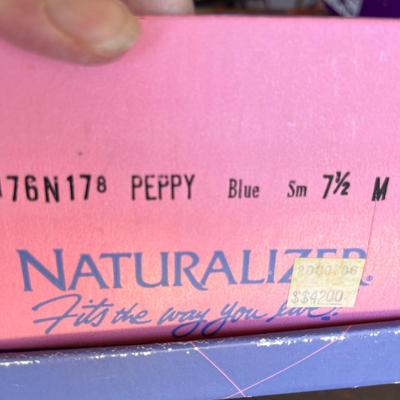 76N178 PEPPY Blue Sm 7½ M
NATURALIZER®
Fits the way you live.®
$$4200